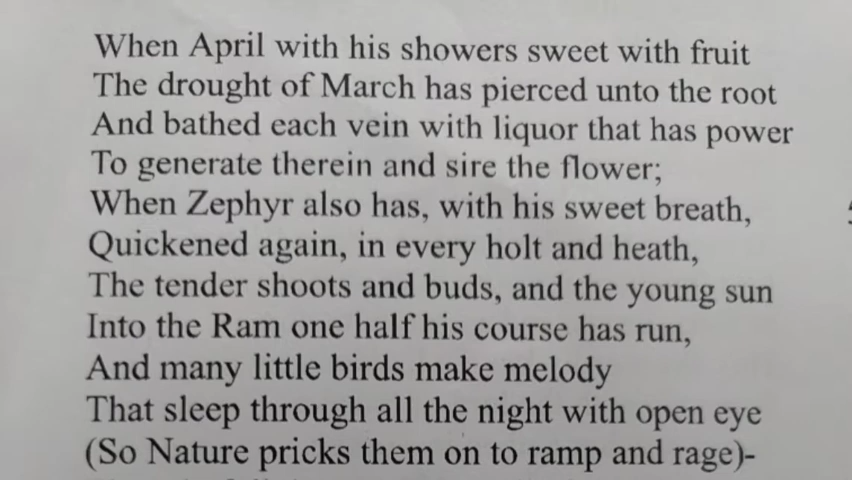 When April with his showers sweet with fruit
The drought of March has pierced unto the root
And bathed each vein with liquor that has power
To generate therein and sire the flower;
When Zephyr also has, with his sweet breath,
Quickened again, in every holt and heath,
The tender shoots and buds, and the young sun
Into the Ram one half his course has run,
And many little birds make melody
That sleep through all the night with open eye
(So Nature pricks them on to ramp and rage)-